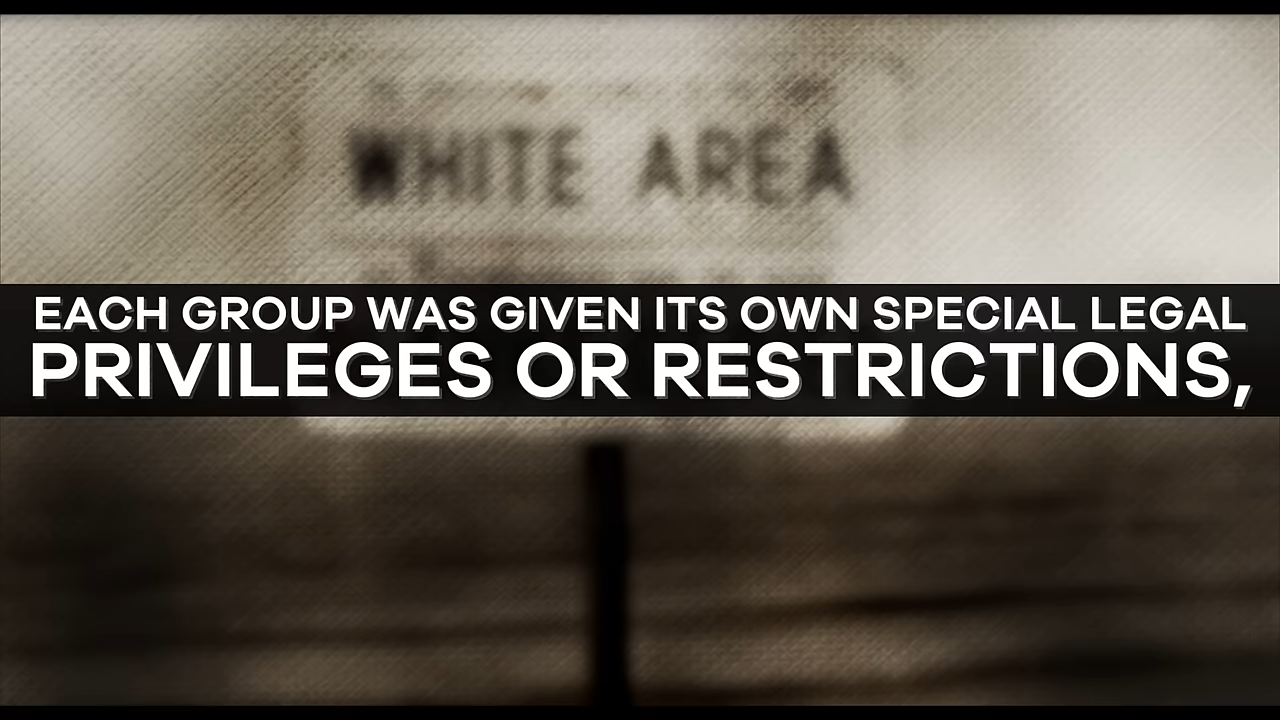 WHITE AREA
EACH GROUP WAS GIVEN ITS OWN SPECIAL LEGAL
PRIVILEGES OR RESTRICTIONS,